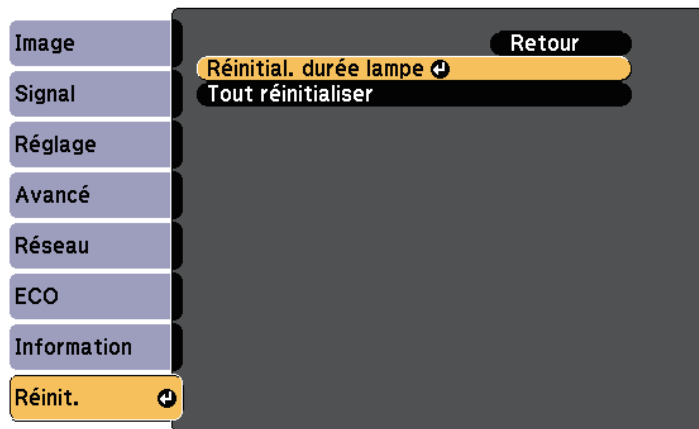 Image
Signal
Réglage
Avancé
Réseau
ECO
Information
Réinit.
Retour
Réinitial. durée lampe
Tout réinitialiser